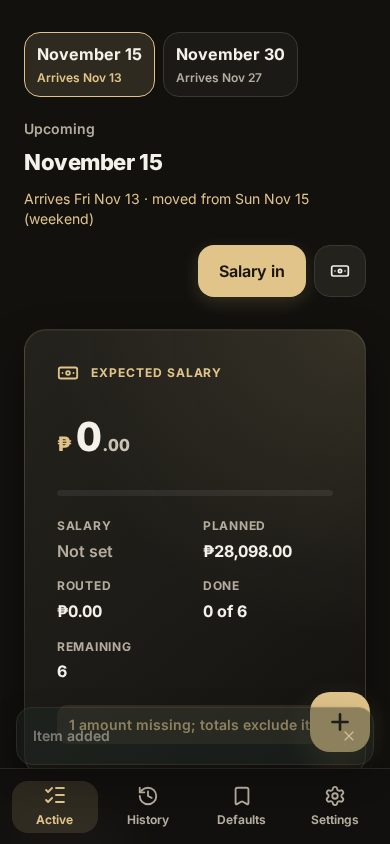 November 15
Arrives Nov 13
November 30
Arrives Nov 27
Upcoming
November 15
Arrives Fri Nov 13 · moved from Sun Nov 15
(weekend)
Salary in
EXPECTED SALARY
₱0.00
SALARY
Not set
PLANNED
₱28,098.00
ROUTED
₱0.00
DONE
0 of 6
REMAINING
6
1 amount missing; totals exclude it
Item added
Active
History
Defaults
Settings